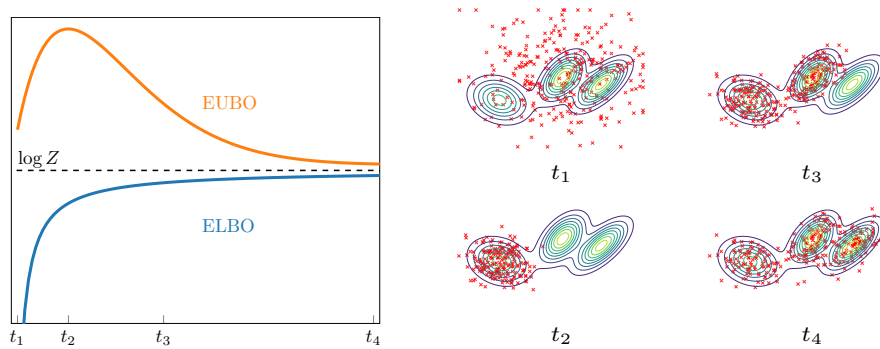 EUBO
log Z
ELBO
t₁ t₂ t₃ t₄
t₁ t₃
t₂ t₄